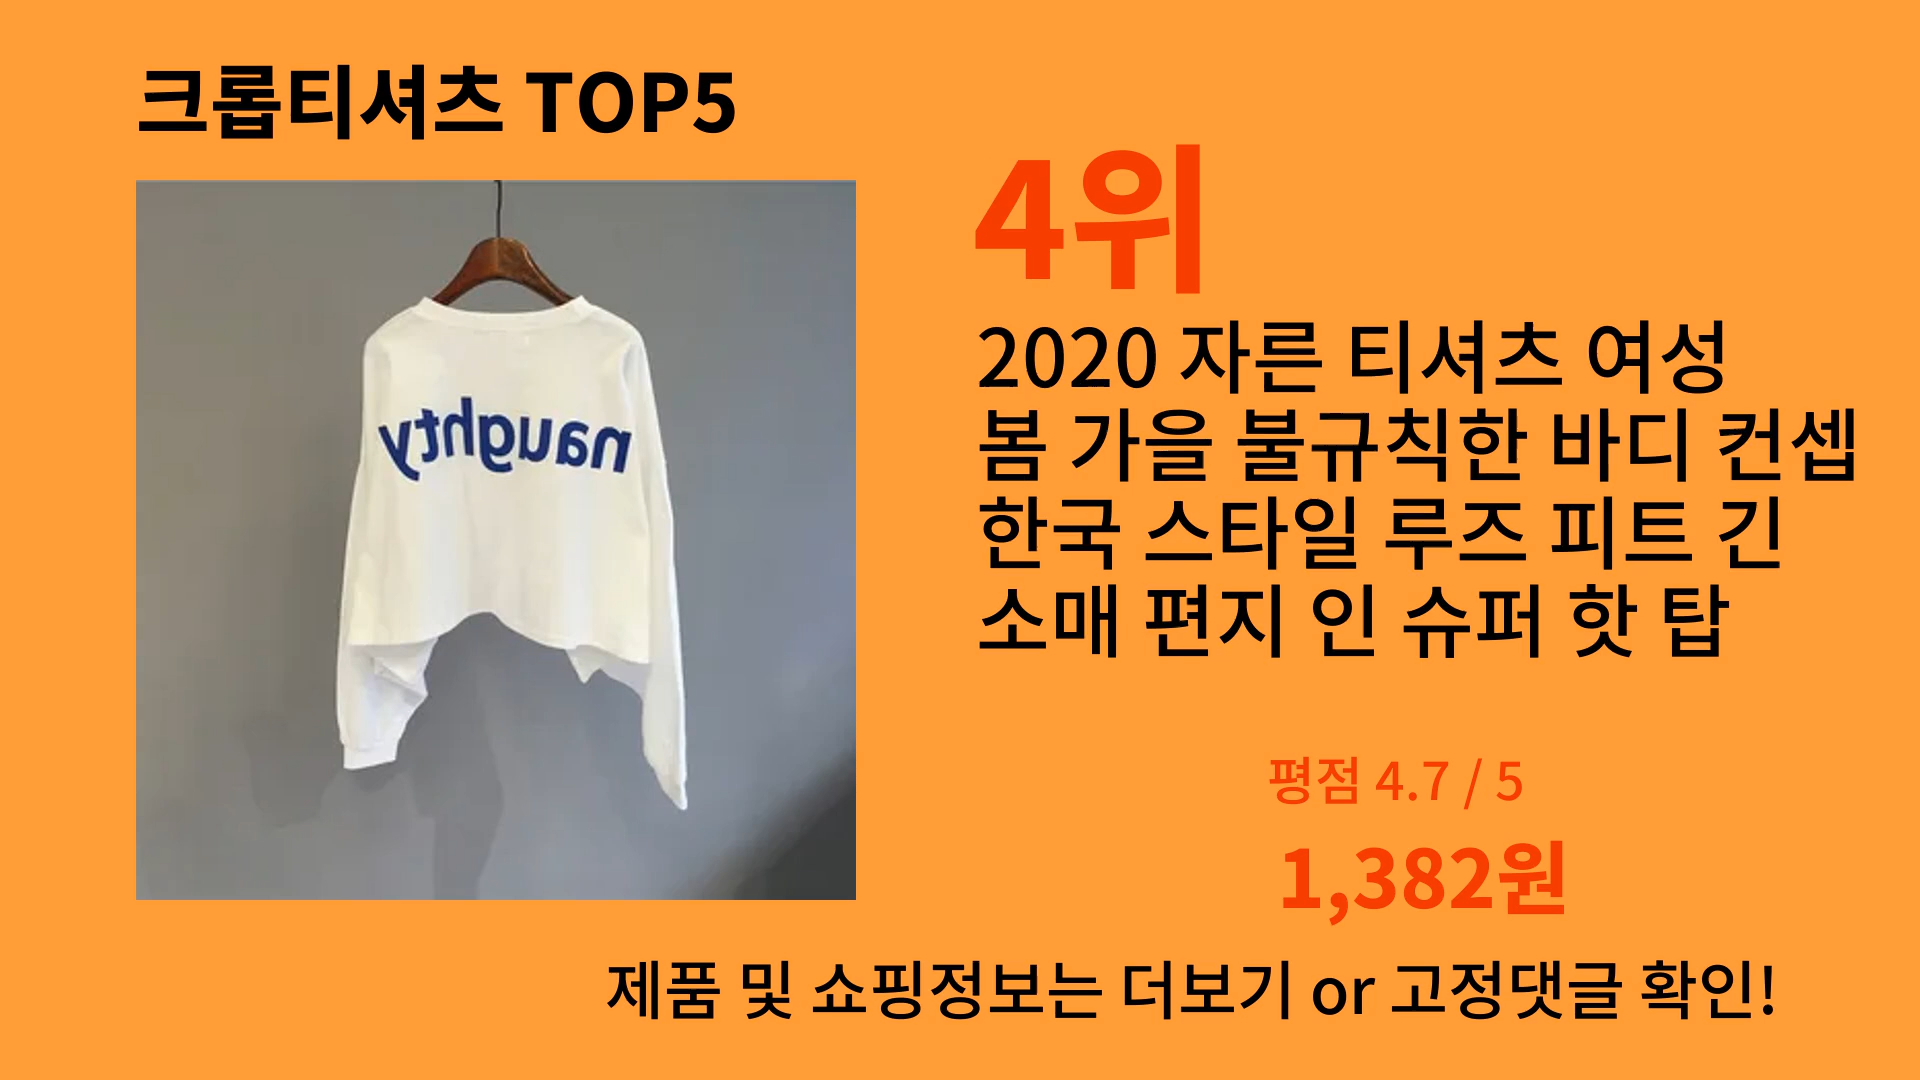 크롭티셔츠 TOP5
4위
naughty
2020 자른 티셔츠 여성
봄 가을 불규칙한 바디 컨셉
한국 스타일 루즈 피트 긴
소매 편지 인 슈퍼 핫 탑
평점 4.7 / 5
1,382원
제품 및 쇼핑정보는 더보기 or 고정댓글 확인!